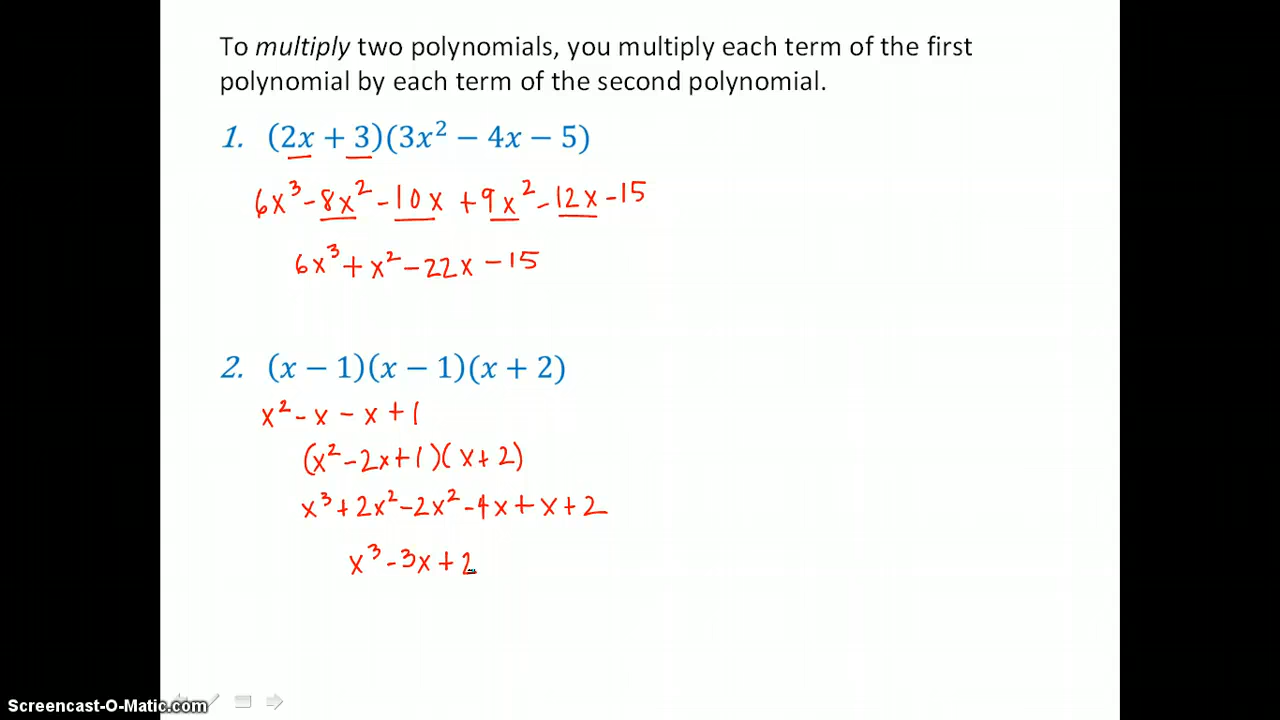 To multiply two polynomials, you multiply each term of the first
polynomial by each term of the second polynomial.
1. (2x + 3)(3x² − 4x − 5)
6x³ - 8x² - 10x + 9x² - 12x - 15
6x³ + x² - 22x - 15
2. (x − 1)(x − 1)(x + 2)
x² - x - x + 1
(x² - 2x + 1)(x + 2)
x³ + 2x² - 2x² - 4x + x + 2
x³ - 3x + 2
Screencast-O-Matic.com